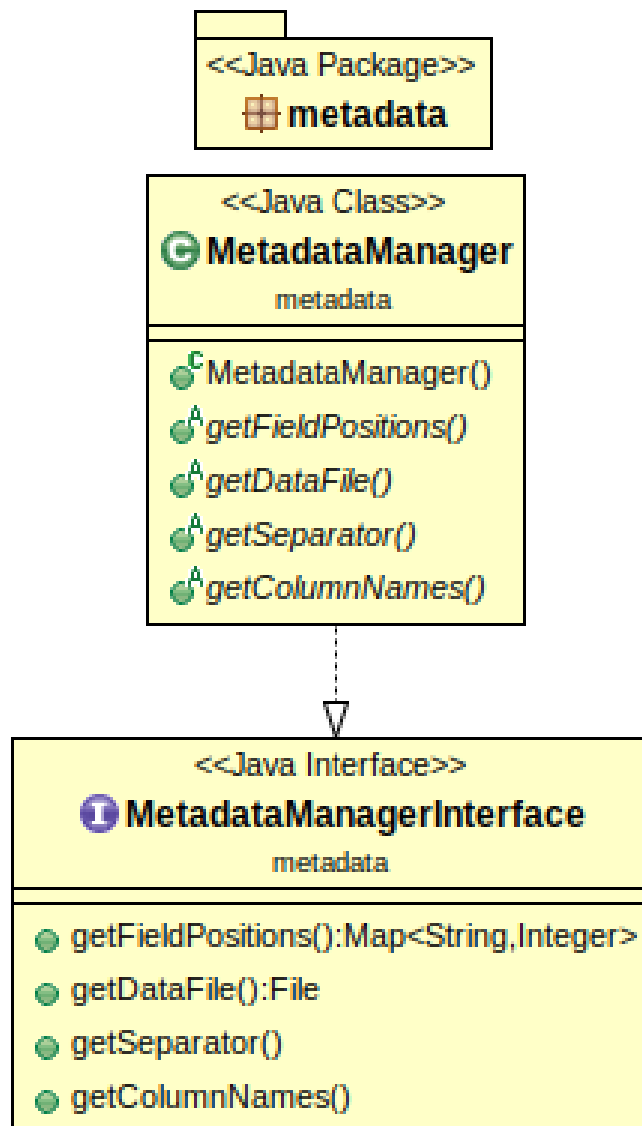 <<Java Package>>
metadata
<<Java Class>>
C MetadataManager
metadata
C MetadataManager()
A getFieldPositions()
A getDataFile()
A getSeparator()
A getColumnNames()
<<Java Interface>>
I MetadataManagerInterface
metadata
getFieldPositions():Map<String,Integer>
getDataFile():File
getSeparator()
getColumnNames()